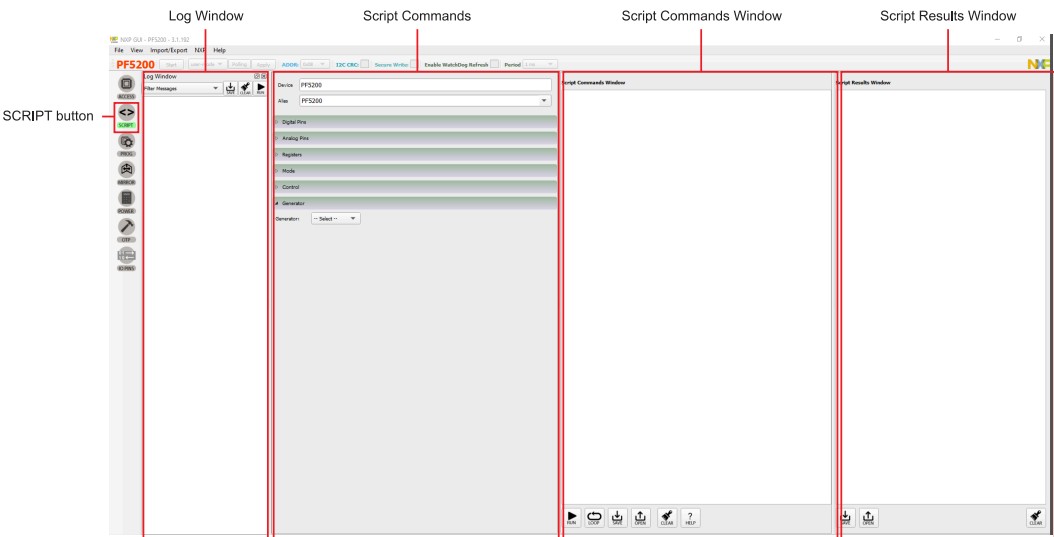 Log Window
Script Commands
Script Commands Window
Script Results Window
NXP GUI - PF5200 - 3.1.192
File View Import/Export NXP Help
PF5200 Start user-mode Polling Apply ADDR: I2C CRC: Secure Write Enable WatchDog Refresh Period
NXP
SCRIPT button
ACCESS
SCRIPT
PROG
MIRROR
POWER
OTP
IO PINS
Log Window
Filter Messages
SAVE CLEAR RUN
Device PF5200
Alias PF5200
Digital Pins
Analog Pins
Registers
Mode
Control
Generator
Generator: -- Select --
Script Commands Window
RUN LOOP SAVE OPEN CLEAR HELP
Script Results Window
SAVE OPEN CLEAR